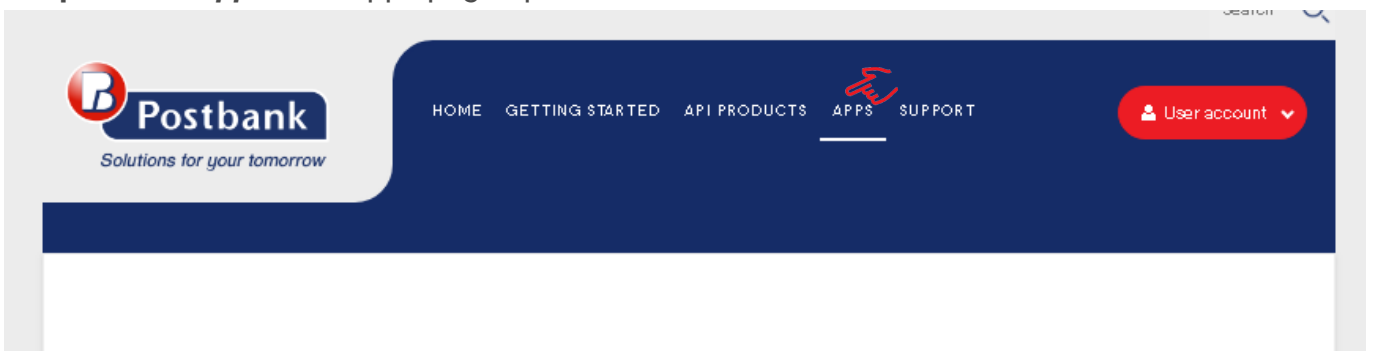 Search
Postbank
Solutions for your tomorrow
HOME GETTING STARTED API PRODUCTS APPS SUPPORT
User account